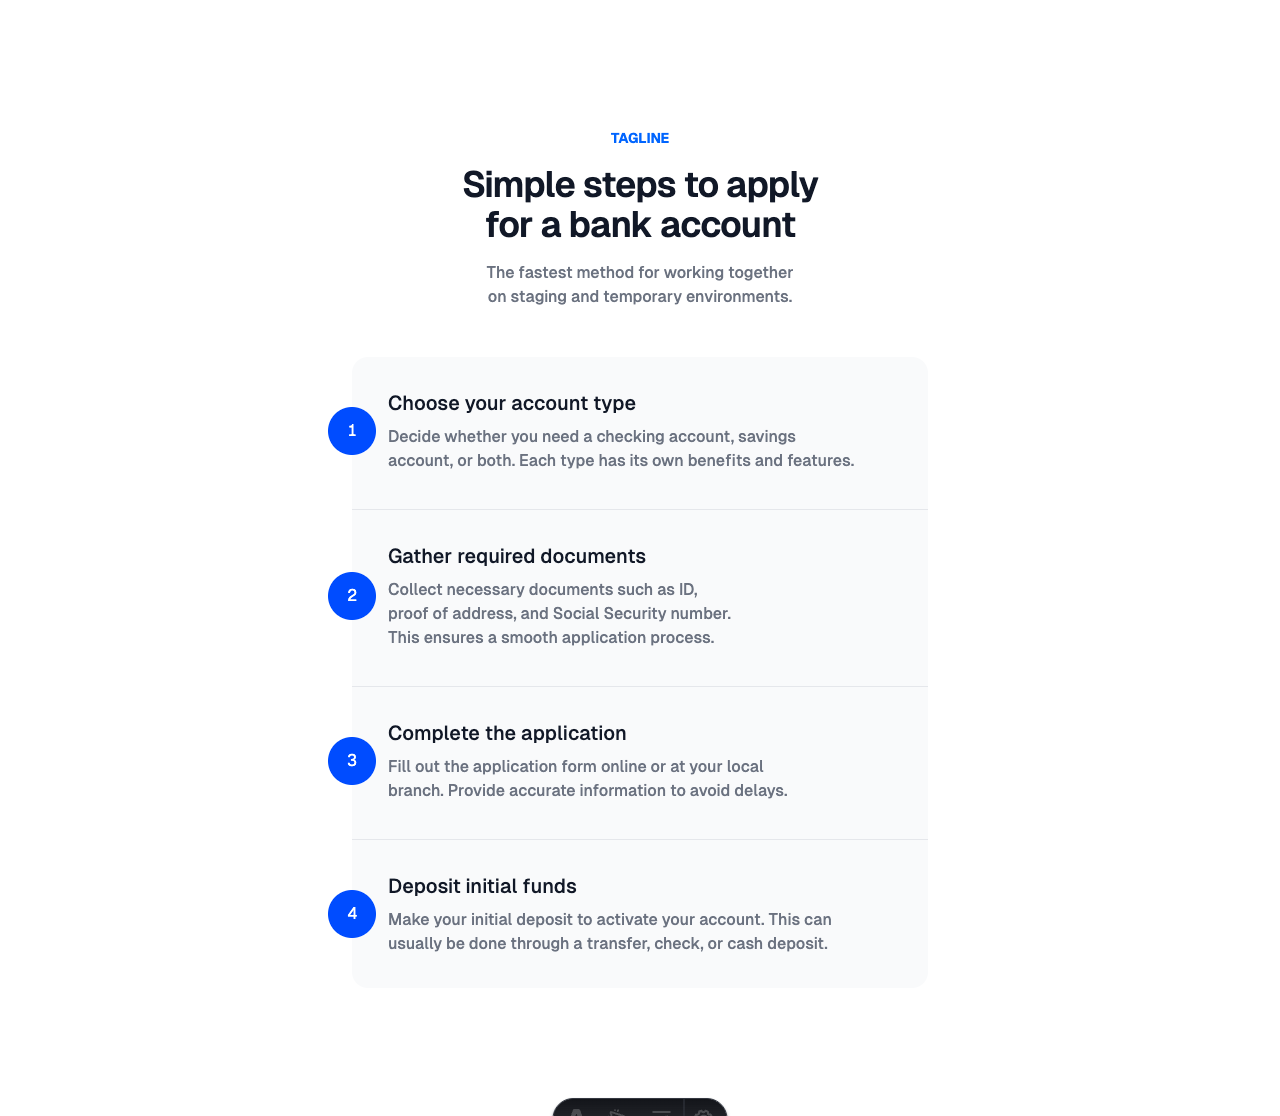 TAGLINE
Simple steps to apply
for a bank account
The fastest method for working together
on staging and temporary environments.
Choose your account type
1
Decide whether you need a checking account, savings
account, or both. Each type has its own benefits and features.
Gather required documents
2
Collect necessary documents such as ID,
proof of address, and Social Security number.
This ensures a smooth application process.
Complete the application
3
Fill out the application form online or at your local
branch. Provide accurate information to avoid delays.
Deposit initial funds
4
Make your initial deposit to activate your account. This can
usually be done through a transfer, check, or cash deposit.